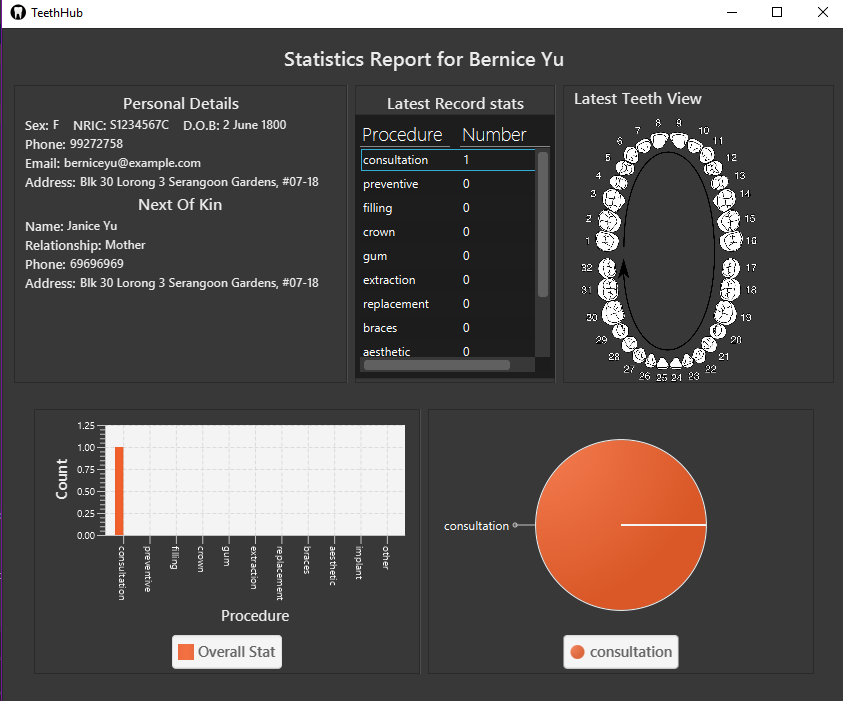 TeethHub
Statistics Report for Bernice Yu
Personal Details
Sex: F NRIC: S1234567C D.O.B: 2 June 1800
Phone: 99272758
Email: berniceyu@example.com
Address: Blk 30 Lorong 3 Serangoon Gardens, #07-18
Next Of Kin
Name: Janice Yu
Relationship: Mother
Phone: 69696969
Address: Blk 30 Lorong 3 Serangoon Gardens, #07-18
Latest Record stats
Procedure Number
consultation 1
preventive 0
filling 0
crown 0
gum 0
extraction 0
replacement 0
braces 0
aesthetic 0
Latest Teeth View
8 9
7 10
6 11
5 12
4 13
3 14
2 15
1 16
32 17
31 18
30 19
29 20
28 21
27 22
26 25 24 23
1.25
1.00
0.75
0.50
0.25
0.00
Count
consultation
preventive
filling
crown
gum
extraction
replacement
braces
aesthetic
implant
other
Procedure
Overall Stat
consultation
consultation